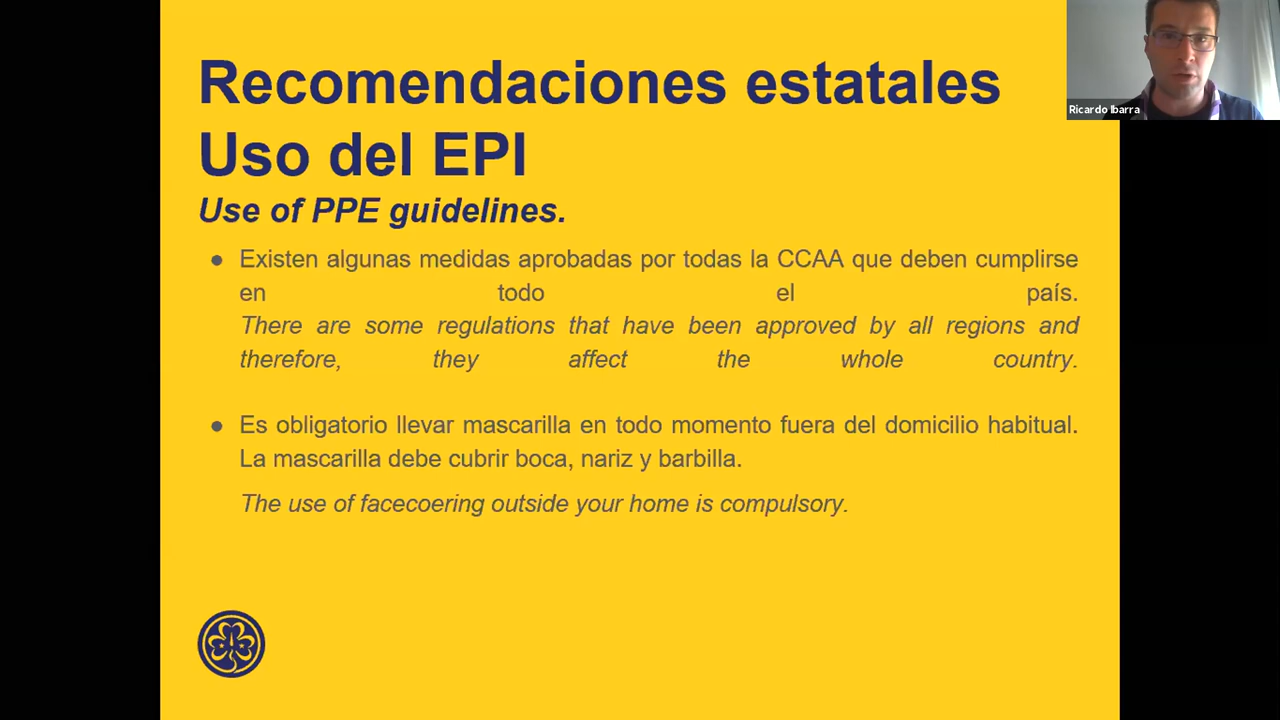 Recomendaciones estatales
Uso del EPI
Use of PPE guidelines.
● Existen algunas medidas aprobadas por todas la CCAA que deben cumplirse
en todo el país.
There are some regulations that have been approved by all regions and
therefore, they affect the whole country.
● Es obligatorio llevar mascarilla en todo momento fuera del domicilio habitual.
La mascarilla debe cubrir boca, nariz y barbilla.
The use of facecoering outside your home is compulsory.
Ricardo Ibarra